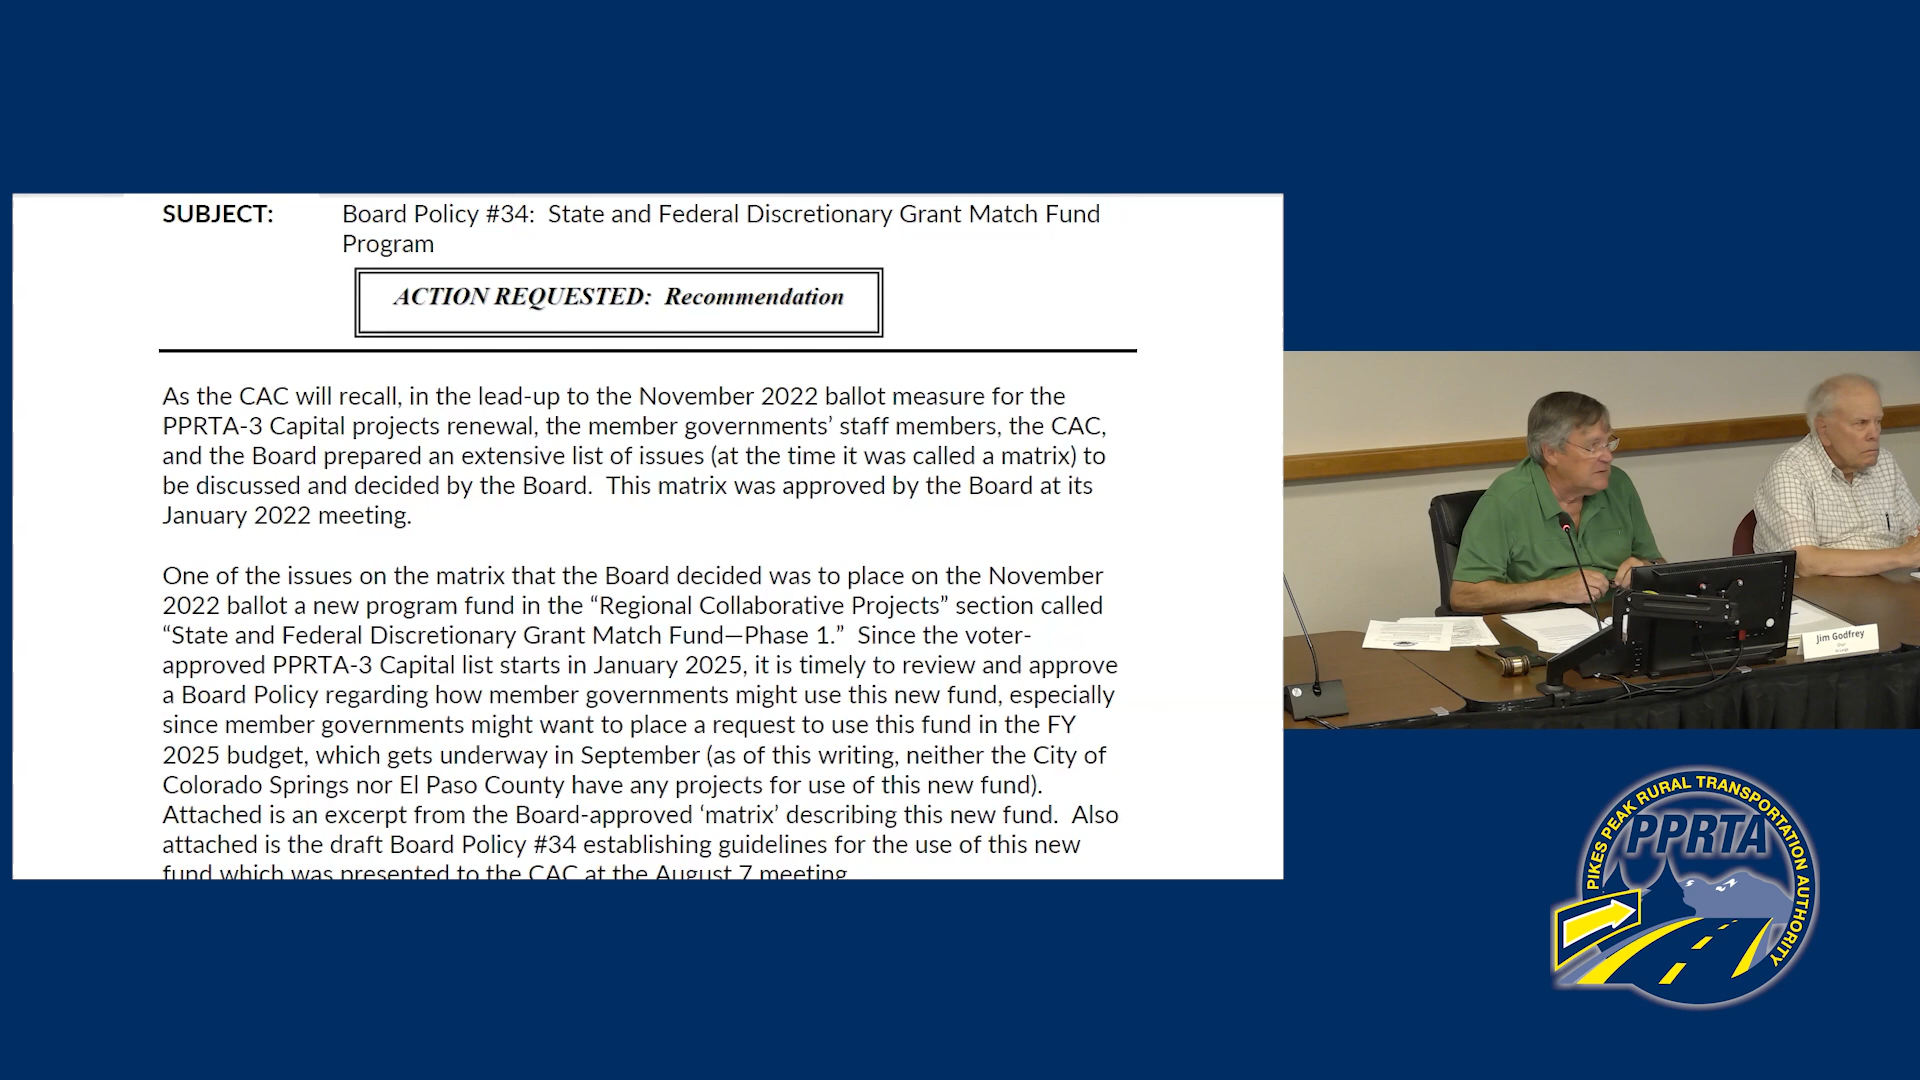 SUBJECT: Board Policy #34: State and Federal Discretionary Grant Match Fund
Program
ACTION REQUESTED: Recommendation
As the CAC will recall, in the lead-up to the November 2022 ballot measure for the
PPRTA-3 Capital projects renewal, the member governments’ staff members, the CAC,
and the Board prepared an extensive list of issues (at the time it was called a matrix) to
be discussed and decided by the Board. This matrix was approved by the Board at its
January 2022 meeting.
One of the issues on the matrix that the Board decided was to place on the November
2022 ballot a new program fund in the “Regional Collaborative Projects” section called
“State and Federal Discretionary Grant Match Fund—Phase 1.” Since the voter-
approved PPRTA-3 Capital list starts in January 2025, it is timely to review and approve
a Board Policy regarding how member governments might use this new fund, especially
since member governments might want to place a request to use this fund in the FY
2025 budget, which gets underway in September (as of this writing, neither the City of
Colorado Springs nor El Paso County have any projects for use of this new fund).
Attached is an excerpt from the Board-approved ‘matrix’ describing this new fund. Also
attached is the draft Board Policy #34 establishing guidelines for the use of this new
fund which was presented to the CAC at the August 7 meeting.
Jim Godfrey
PIKES PEAK RURAL TRANSPORTATION AUTHORITY
PPRTA